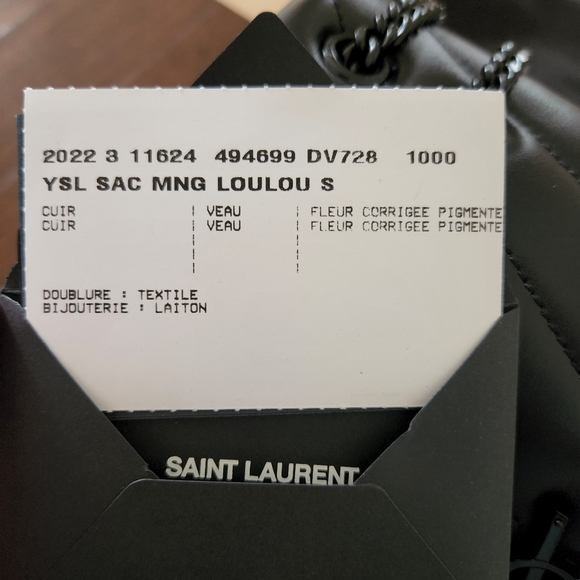 2022 3 11624 494699 DV728 1000
YSL SAC MNG LOULOU S
CUIR | VEAU | FLEUR CORRIGEE PIGMENTE
CUIR | VEAU | FLEUR CORRIGEE PIGMENTE
DOUBLURE : TEXTILE
BIJOUTERIE : LAITON
SAINT LAURENT